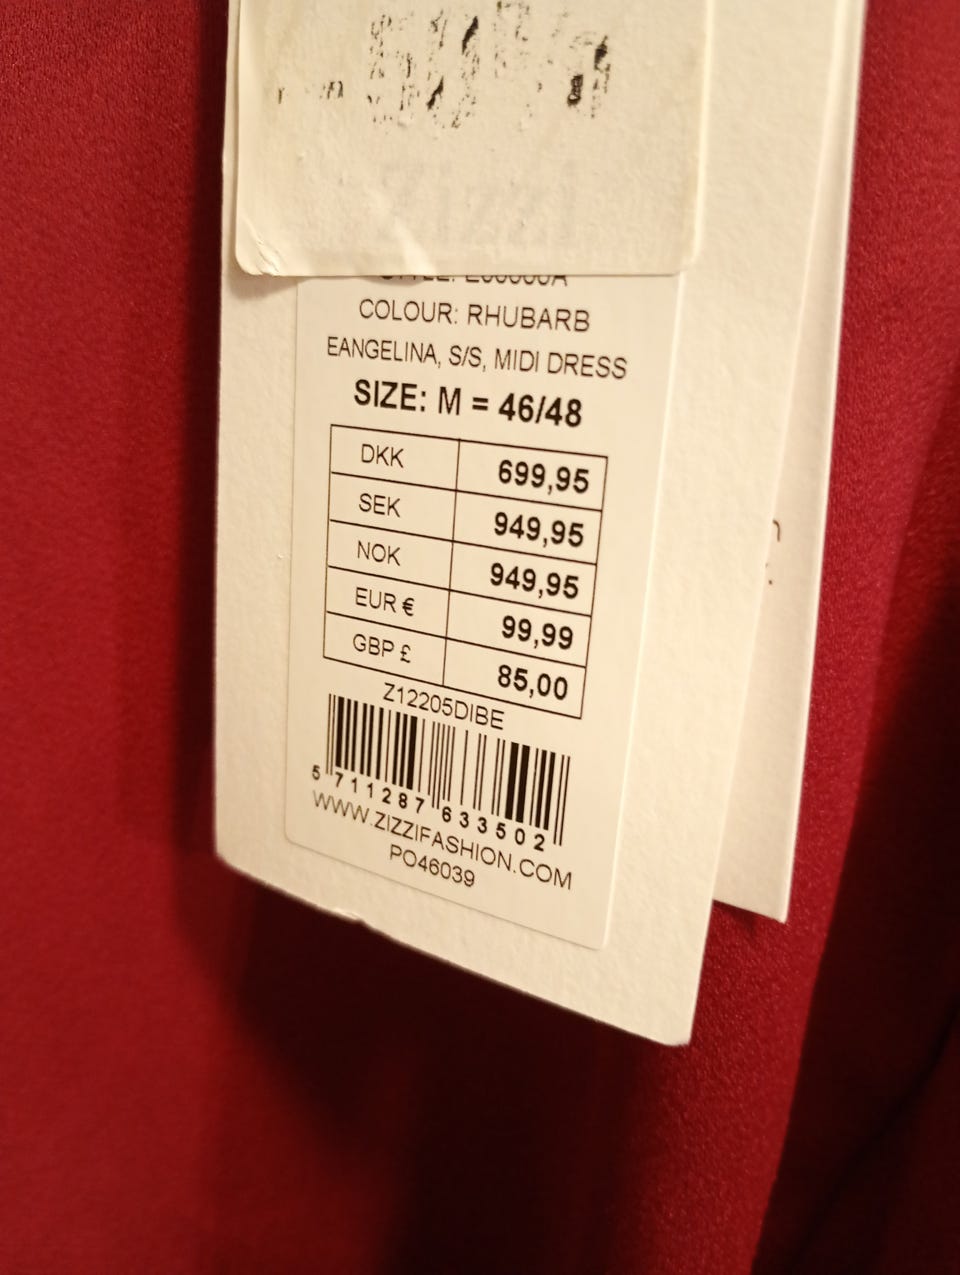 Zizzi
COLOUR: RHUBARB
EANGELINA, S/S, MIDI DRESS
SIZE: M = 46/48
DKK 699,95
SEK 949,95
NOK 949,95
EUR € 99,99
GBP £ 85,00
Z12205DIBE
5 711287 633502
WWW.ZIZZIFASHION.COM
PO46039